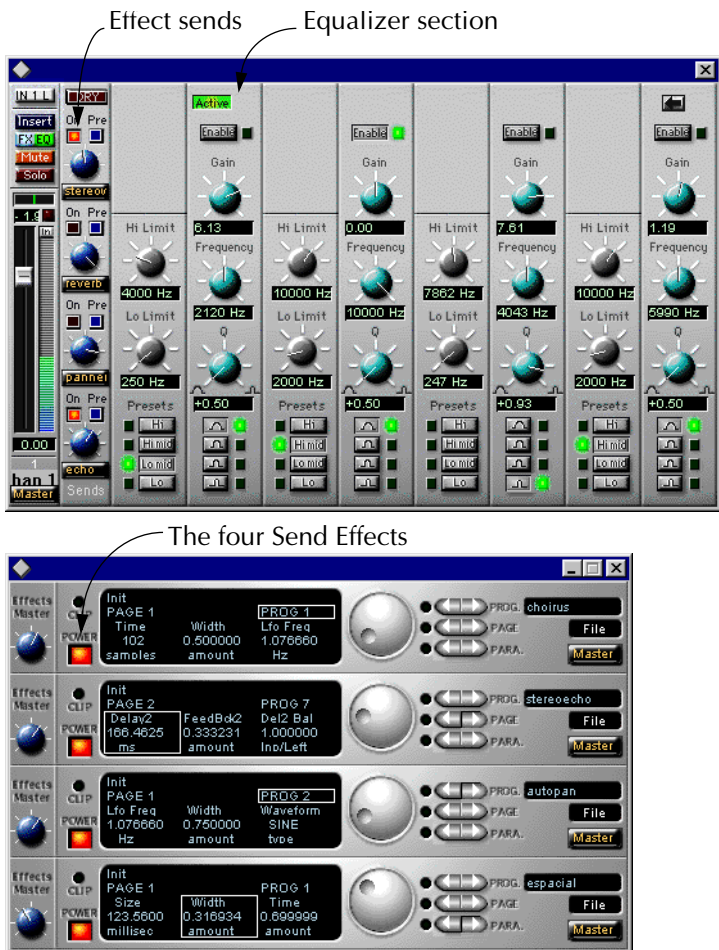 Effect sends
Equalizer section
IN 1 L
DRY
Active
Insert
On Pre
Enable Enable Enable Enable
FX EQ
Mute
Solo
Gain Gain Gain Gain
stereov
On Pre
6.13 0.00 7.61 1.19
Hi Limit Frequency Hi Limit Frequency Hi Limit Frequency Hi Limit Frequency
In
reverb
4000 Hz 10000 Hz 7862 Hz 10000 Hz
On Pre
2120 Hz 10000 Hz 4043 Hz 5990 Hz
Lo Limit Q Lo Limit Q Lo Limit Q Lo Limit Q
pannel
250 Hz 2000 Hz 247 Hz 2000 Hz
On Pre
Presets +0.50 Presets +0.50 Presets +0.93 Presets +0.50
Hi Hi Hi Hi
0.00
Himid Himid Himid Himid
1
echo
Lo mid Lo mid Lo mid Lo mid
han 1
Master
Sends
Lo Lo Lo Lo
The four Send Effects
Effects Master
CLIP
POWER
Init
PAGE 1 PROG 1
Time Width Lfo Freq
102 0.500000 1.076660
samples amount Hz
PROG. choirus
PAGE File
PARA. Master
Effects Master
CLIP
POWER
Init
PAGE 2 PROG 7
Delay2 FeedBck2 Del2 Bal
166.4625 0.333231 1.000000
ms amount Inp/Left
PROG. stereoecho
PAGE File
PARA. Master
Effects Master
CLIP
POWER
Init
PAGE 1 PROG 2
Lfo Freq Width Waveform
1.076660 0.750000 SINE
Hz amount type
PROG. autopan
PAGE File
PARA. Master
Effects Master
CLIP
POWER
Init
PAGE 1 PROG 1
Size Width Time
123.5600 0.316934 0.699999
millisec amount amount
PROG. espacial
PAGE File
PARA. Master